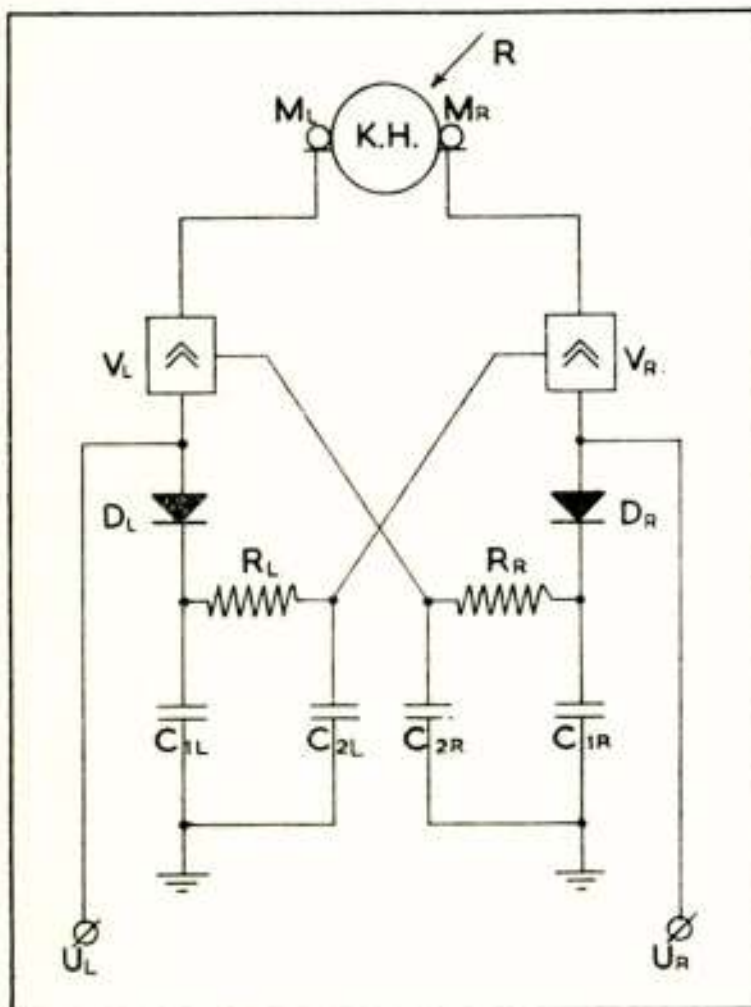 R
ML K.H. MR
VL VR.
DL DR
RL RR
C1L C2L C2R C1R
UL UR